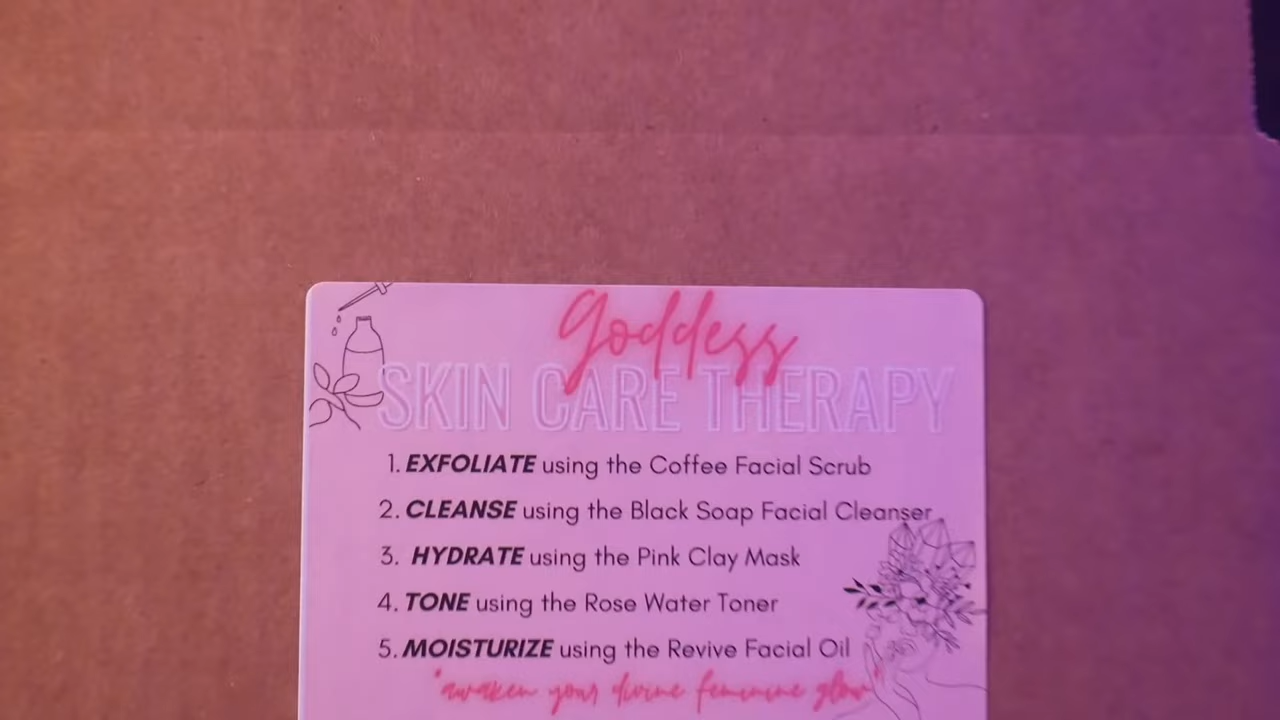 goddess
SKIN CARE THERAPY
1. EXFOLIATE using the Coffee Facial Scrub
2. CLEANSE using the Black Soap Facial Cleanser
3. HYDRATE using the Pink Clay Mask
4. TONE using the Rose Water Toner
5. MOISTURIZE using the Revive Facial Oil
"awaken your divine feminine glow"